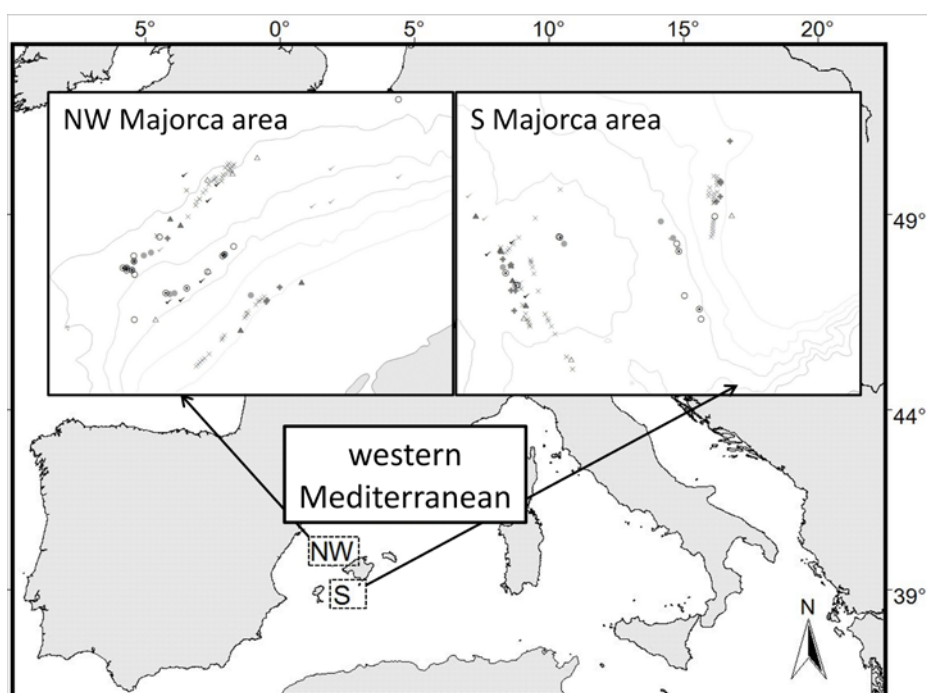 5° 0° 5° 10° 15° 20°
NW Majorca area
S Majorca area
49°
44°
western
Mediterranean
NW
S
39°
N